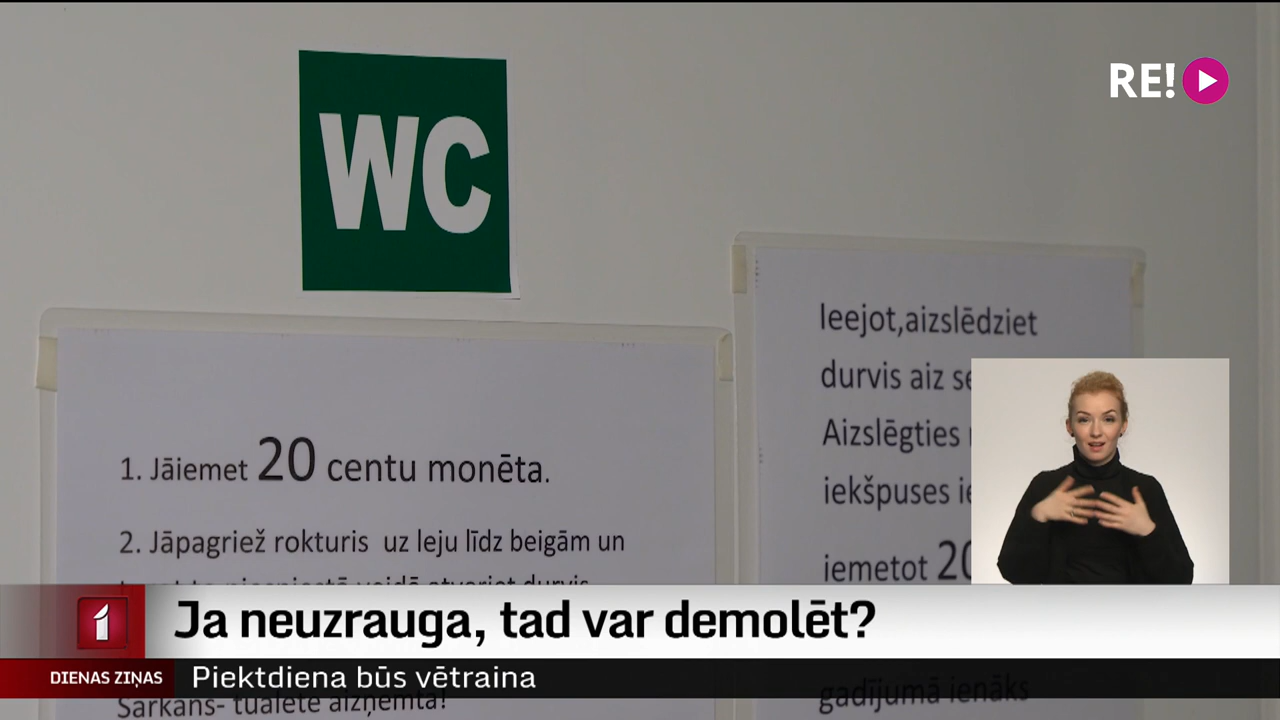 WC
RE!
1. Jāiemet 20 centu monēta.
2. Jāpagriež rokturis uz leju līdz beigām un
Sarkans- tualete aizņemta!
Ieejot,aizslēdziet
durvis aiz
Aizslēgties
iekšpuses
iemetot 20
gadījumā ienāks
1
Ja neuzrauga, tad var demolēt?
DIENAS ZIŅAS
Piektdiena būs vētraina